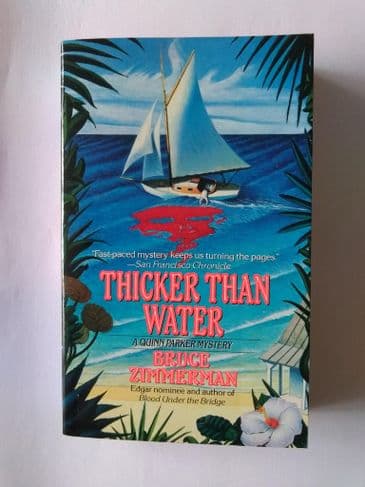 "Fast-paced mystery keeps us turning the pages."
—San Francisco Chronicle
THICKER THAN
WATER
A QUINN PARKER MYSTERY
BRUCE
ZIMMERMAN
Edgar nominee and author of
Blood Under the Bridge